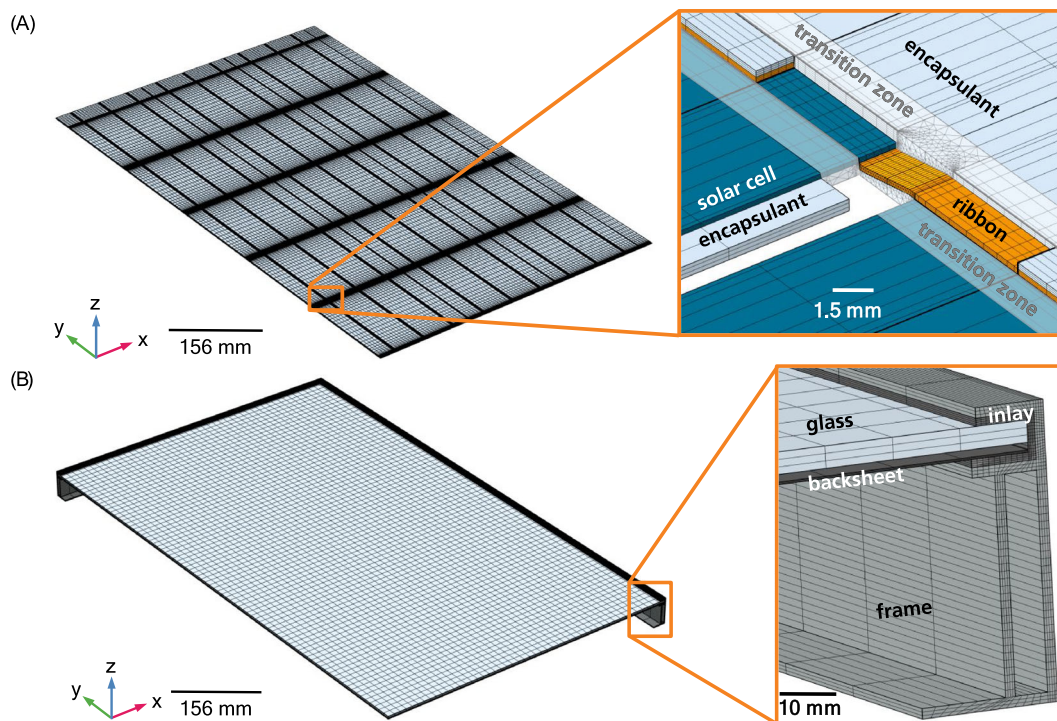 (A)
transition zone
encapsulant
solar cell
encapsulant
ribbon
transition zone
1.5 mm
z
y
x
156 mm
(B)
glass
inlay
backsheet
frame
z
y
x
156 mm
10 mm